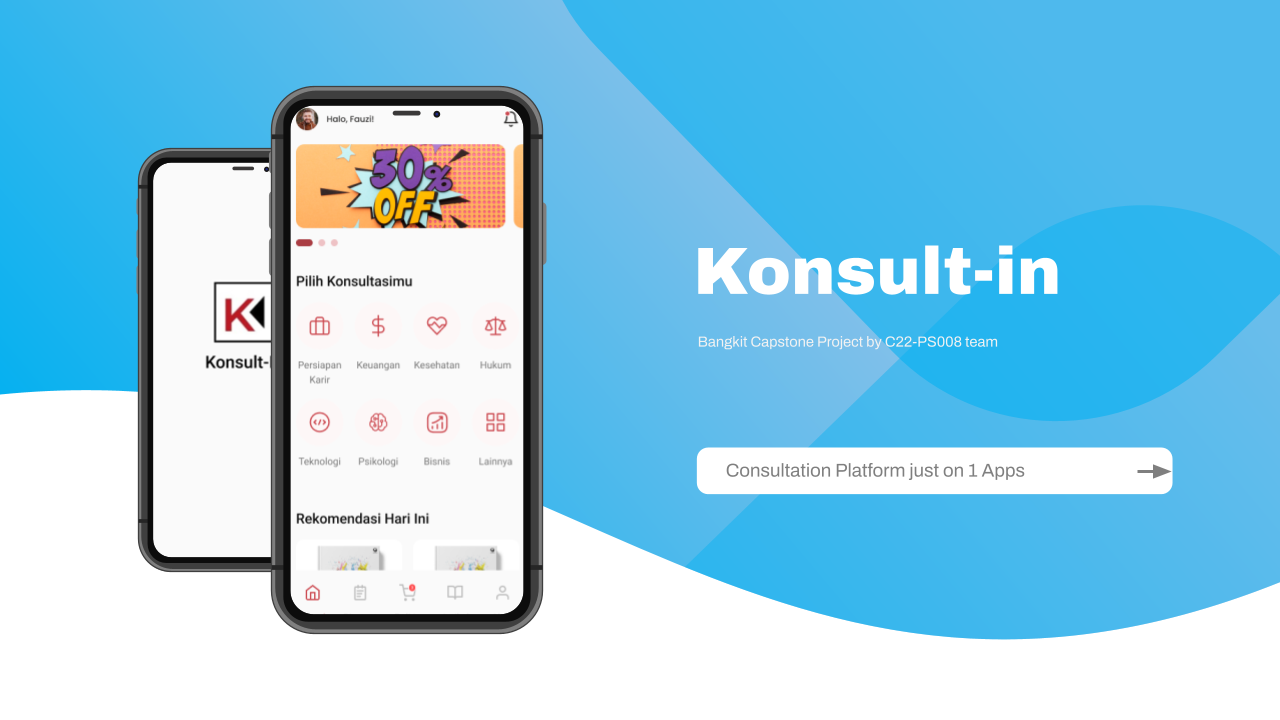 Halo, Fauzi!
30%
OFF
Pilih Konsultasimu
Persiapan
Karir
Keuangan
Kesehatan
Hukum
Teknologi
Psikologi
Bisnis
Lainnya
Rekomendasi Hari Ini
K
Konsult-
Konsult-in
Bangkit Capstone Project by C22-PS008 team
Consultation Platform just on 1 Apps